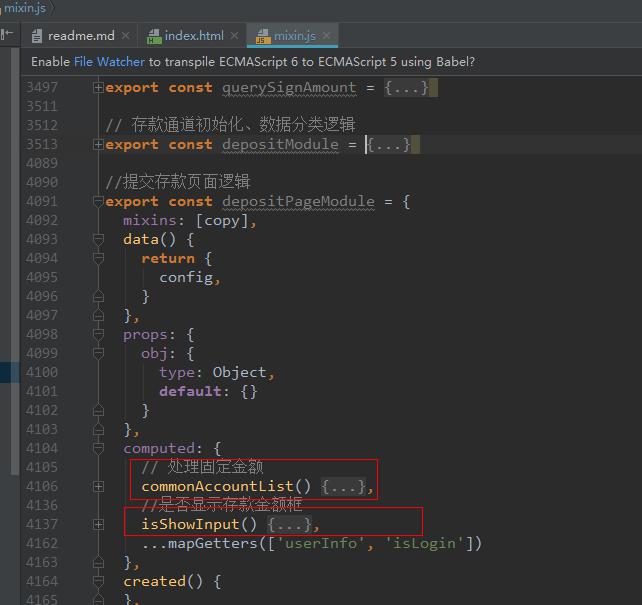 mixin.js
readme.md × index.html × mixin.js ×
Enable File Watcher to transpile ECMAScript 6 to ECMAScript 5 using Babel?
3497 export const querySignAmount = {...}
3511
3512 // 存款通道初始化、数据分类逻辑
3513 export const depositModule = {...}
4089
4090 //提交存款页面逻辑
4091 export const depositPageModule = {
4092 mixins: [copy],
4093 data() {
4094 return {
4095 config,
4096 }
4097 },
4098 props: {
4099 obj: {
4100 type: Object,
4101 default: {}
4102 }
4103 },
4104 computed: {
4105 // 处理固定金额
4106 commonAccountList() {...},
4136 //是否显示存款金额框
4137 isShowInput() {...},
4162 ...mapGetters(['userInfo', 'isLogin'])
4163 },
4164 created() {
4165 },